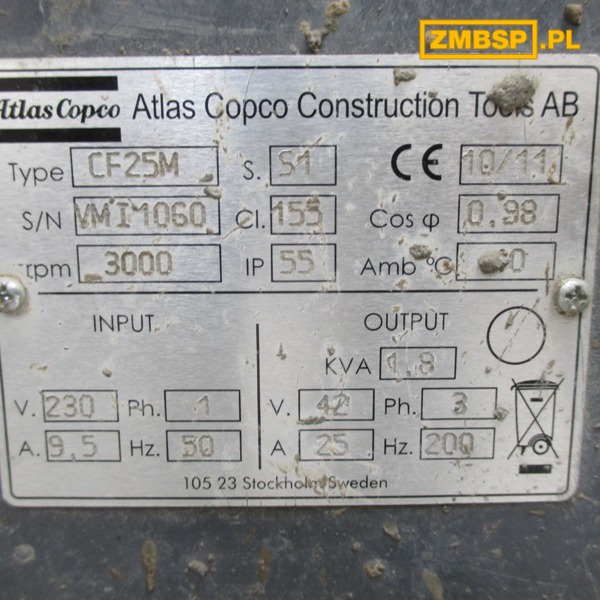 ZMBSP.PL
Atlas Copco Atlas Copco Construction Tools AB
Type CF25M S. S1 CE 10/11
S/N VMI1060 Cl. 155 Cos φ 0.98
rpm 3000 IP 55 Amb °C
INPUT OUTPUT
KVA 1.8
V. 230 Ph. 1 V. 42 Ph. 3
A. 9,5 Hz. 50 A 25 Hz. 200
105 23 Stockholm Sweden